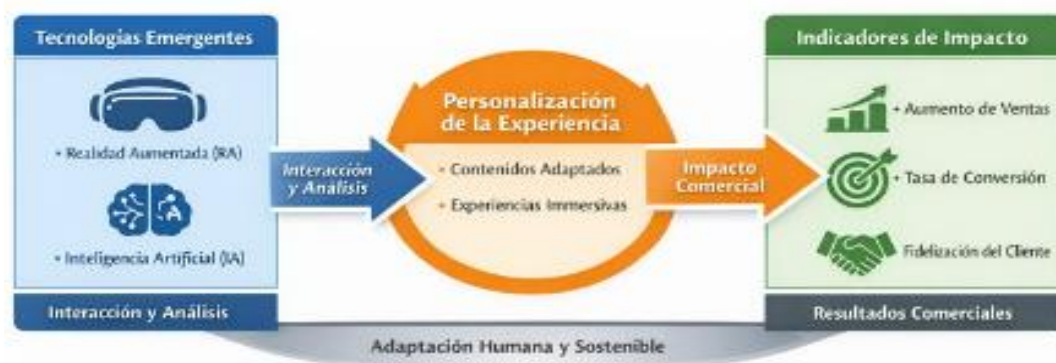 Tecnologías Emergentes
• Realidad Aumentada (RA)
A
• Inteligencia Artificial (IA)
Interacción y Análisis
Interacción
y Análisis
Personalización
de la Experiencia
• Contenidos Adaptados
• Experiencias Immersivas
Impacto
Comercial
Indicadores de Impacto
• Aumento de Ventas
• Tasa de Conversión
Fidelización del Cliente
Resultados Comerciales
Adaptación Humana y Sostenible